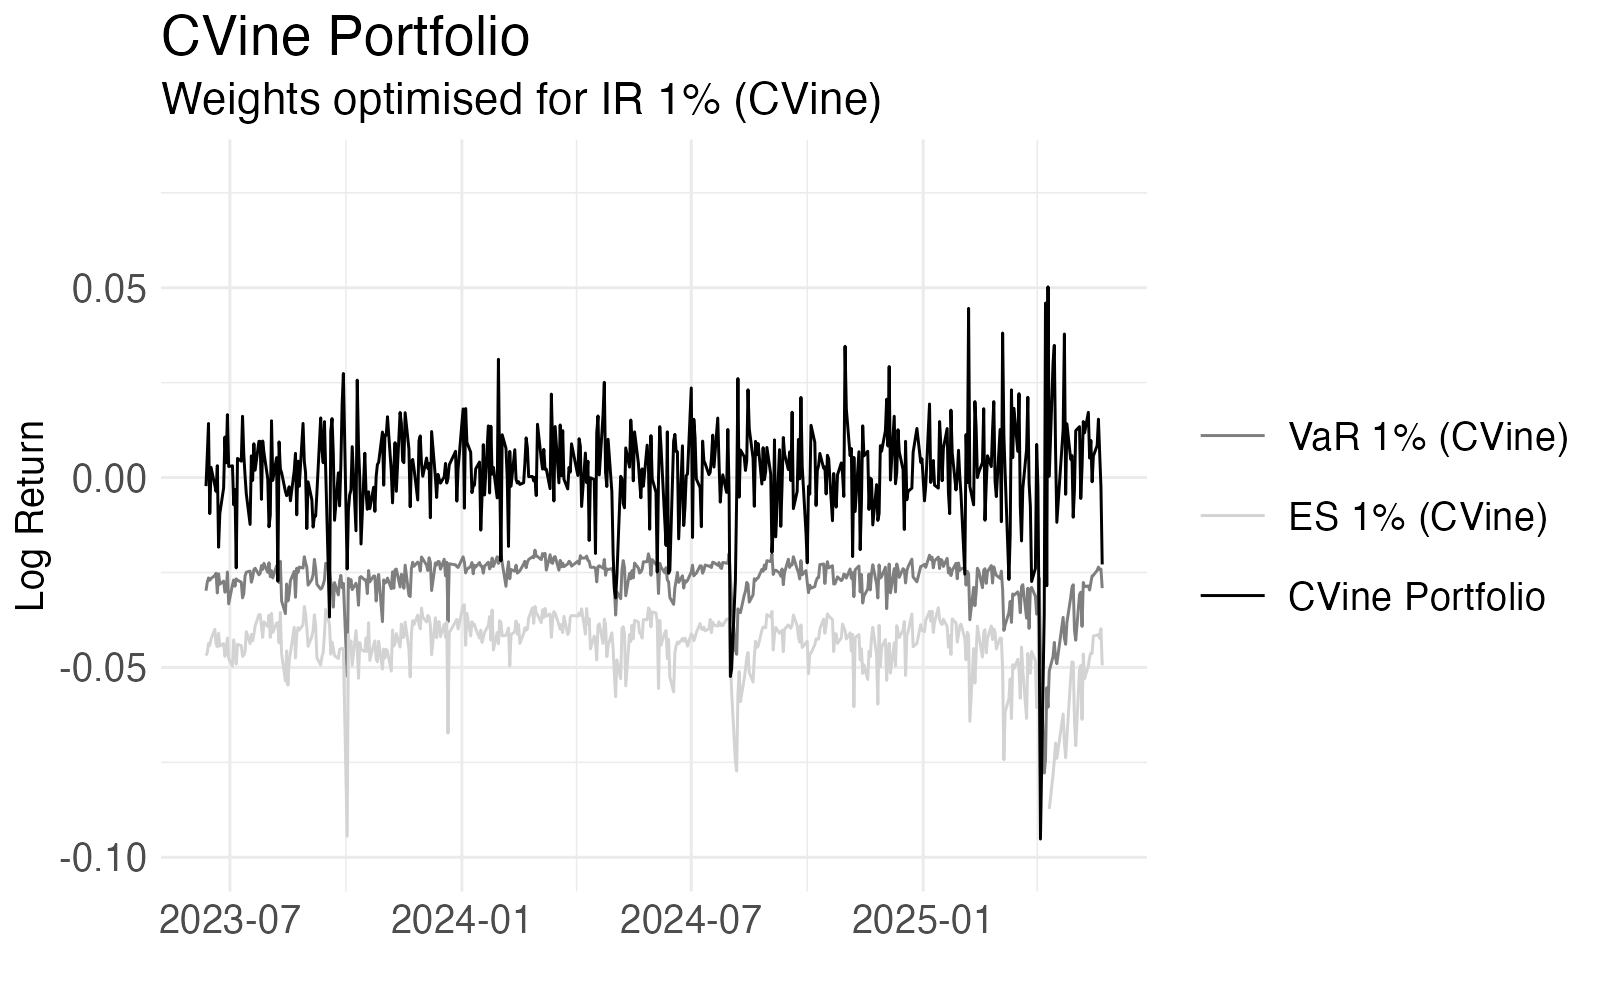 CVine Portfolio
Weights optimised for IR 1% (CVine)
Log Return
0.05
0.00
-0.05
-0.10
2023-07
2024-01
2024-07
2025-01
VaR 1% (CVine)
ES 1% (CVine)
CVine Portfolio